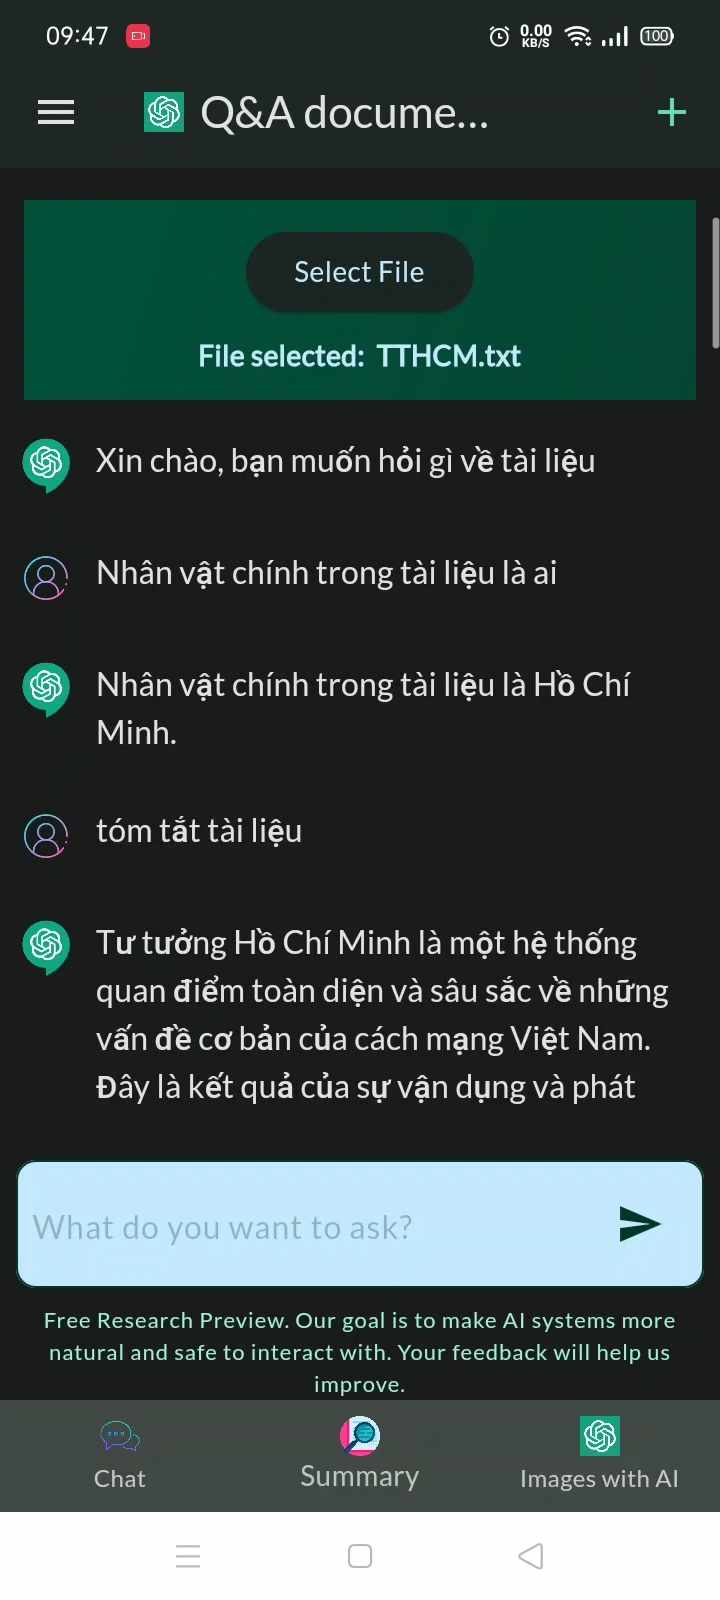 09:47
0.00
KB/S
100
Q&A docume...
Select File
File selected: TTHCM.txt
Xin chào, bạn muốn hỏi gì về tài liệu
Nhân vật chính trong tài liệu là ai
Nhân vật chính trong tài liệu là Hồ Chí
Minh.
tóm tắt tài liệu
Tư tưởng Hồ Chí Minh là một hệ thống
quan điểm toàn diện và sâu sắc về những
vấn đề cơ bản của cách mạng Việt Nam.
Đây là kết quả của sự vận dụng và phát
What do you want to ask?
Free Research Preview. Our goal is to make AI systems more
natural and safe to interact with. Your feedback will help us
improve.
Chat
Summary
Images with AI